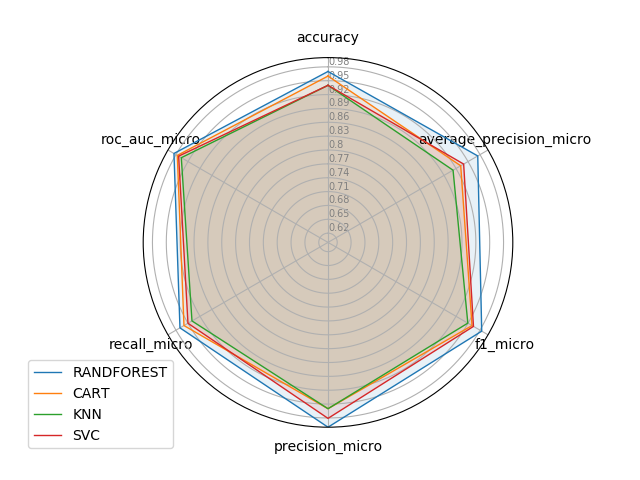 accuracy
0.98
0.95
0.92
0.89
0.86
0.83
0.8
0.77
0.74
0.71
0.68
0.65
0.62
roc_auc_micro
average_precision_micro
recall_micro
f1_micro
precision_micro
RANDFOREST
CART
KNN
SVC